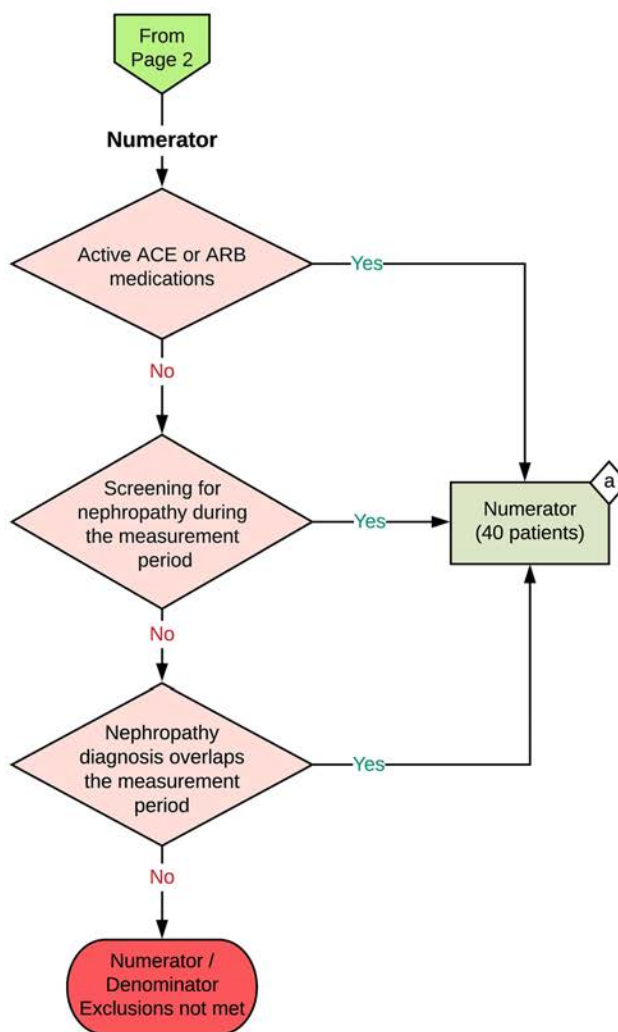 From
Page 2
Numerator
Active ACE or ARB
medications
Yes
No
Screening for
nephropathy during
the measurement
period
Yes
a
Numerator
(40 patients)
No
Nephropathy
diagnosis overlaps
the measurement
period
Yes
No
Numerator /
Denominator
Exclusions not met